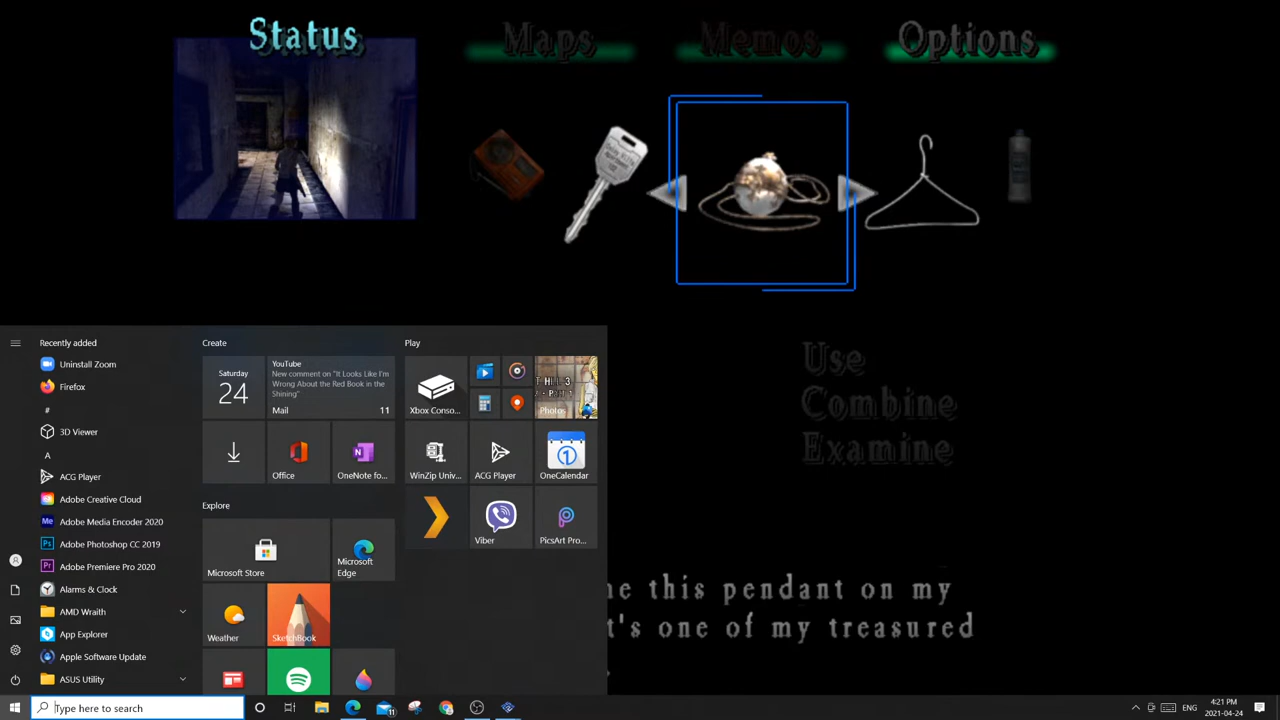 Status
Maps
Memos
Options
Use
Combine
Examine
me this pendant on my
t's one of my treasured
Recently added
Uninstall Zoom
Firefox
#
3D Viewer
A
ACG Player
Adobe Creative Cloud
Adobe Media Encoder 2020
Adobe Photoshop CC 2019
Adobe Premiere Pro 2020
Alarms & Clock
AMD Wraith
App Explorer
Apple Software Update
ASUS Utility
Create
Saturday
24
YouTube
New comment on "It Looks Like I'm
Wrong About the Red Book in the
Shining"
Mail
11
Office
OneNote fo...
Explore
Microsoft Store
Microsoft
Edge
Weather
SketchBook
Play
Xbox Conso...
T HILL 3
Photos
WinZip Univ...
ACG Player
OneCalendar
Viber
PicsArt Pro...
Type here to search
11
ENG
4:21 PM
2021-04-24